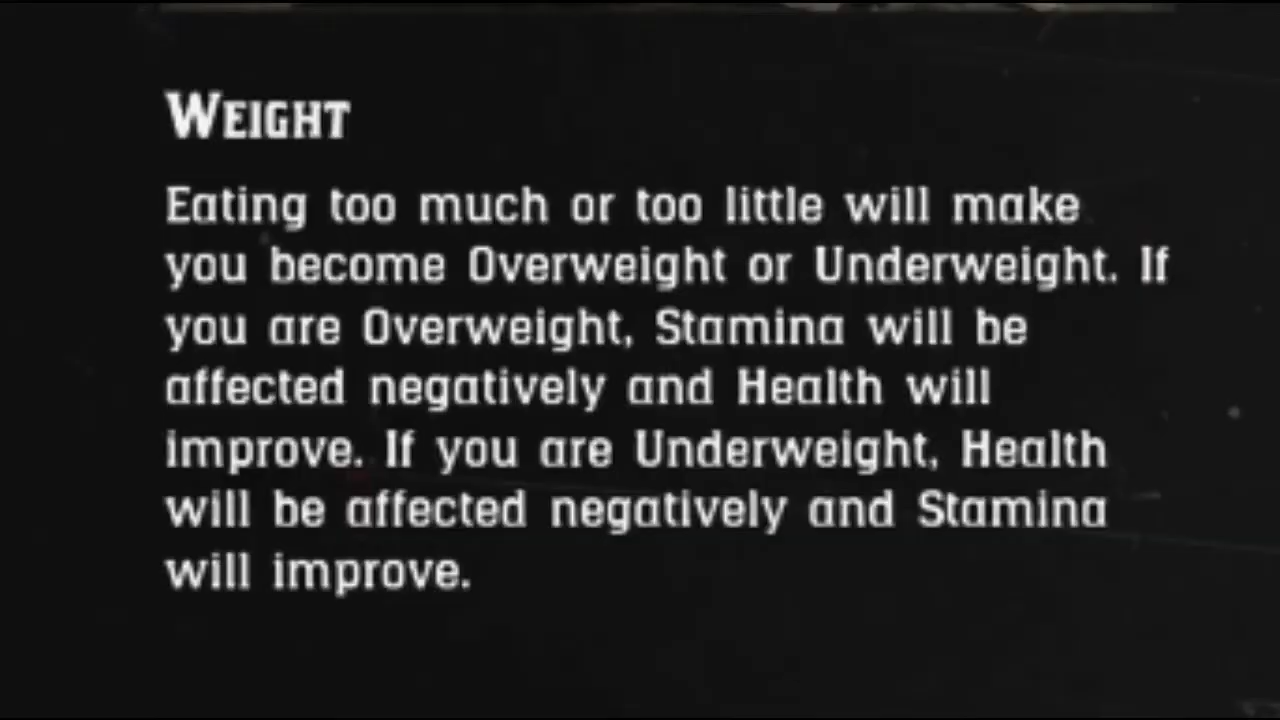 WEIGHT
Eating too much or too little will make
you become Overweight or Underweight. If
you are Overweight, Stamina will be
affected negatively and Health will
improve. If you are Underweight, Health
will be affected negatively and Stamina
will improve.